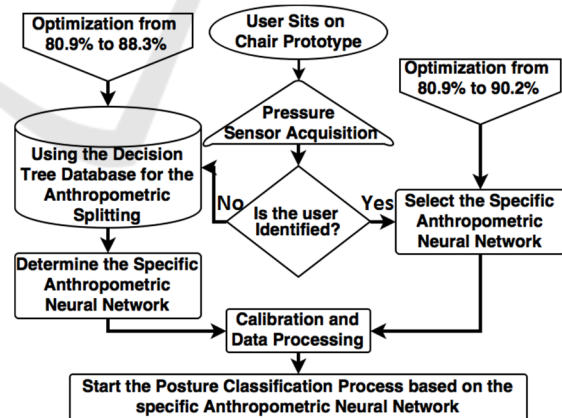 Optimization from
80.9% to 88.3%
User Sits on
Chair Prototype
Optimization from
80.9% to 90.2%
Pressure
Sensor Acquisition
Using the Decision
Tree Database for the
Anthropometric
Splitting
No
Is the user
Identified?
Yes
Select the Specific
Anthropometric
Neural Network
Determine the Specific
Anthropometric
Neural Network
Calibration and
Data Processing
Start the Posture Classification Process based on the
specific Anthropometric Neural Network